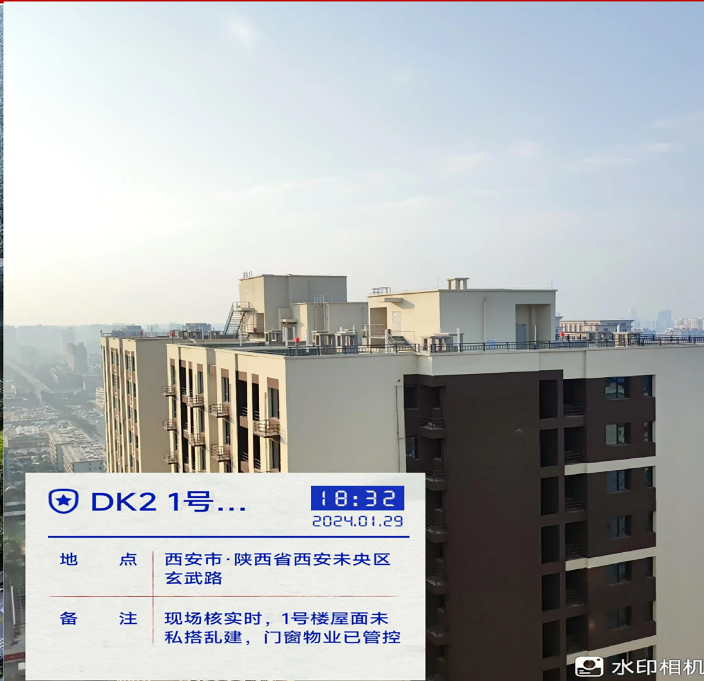 DK2 1号...
18:32
2024.01.29
地 点
西安市·陕西省西安未央区
玄武路
备 注
现场核实时，1号楼屋面未
私搭乱建，门窗物业已管控
水印相机